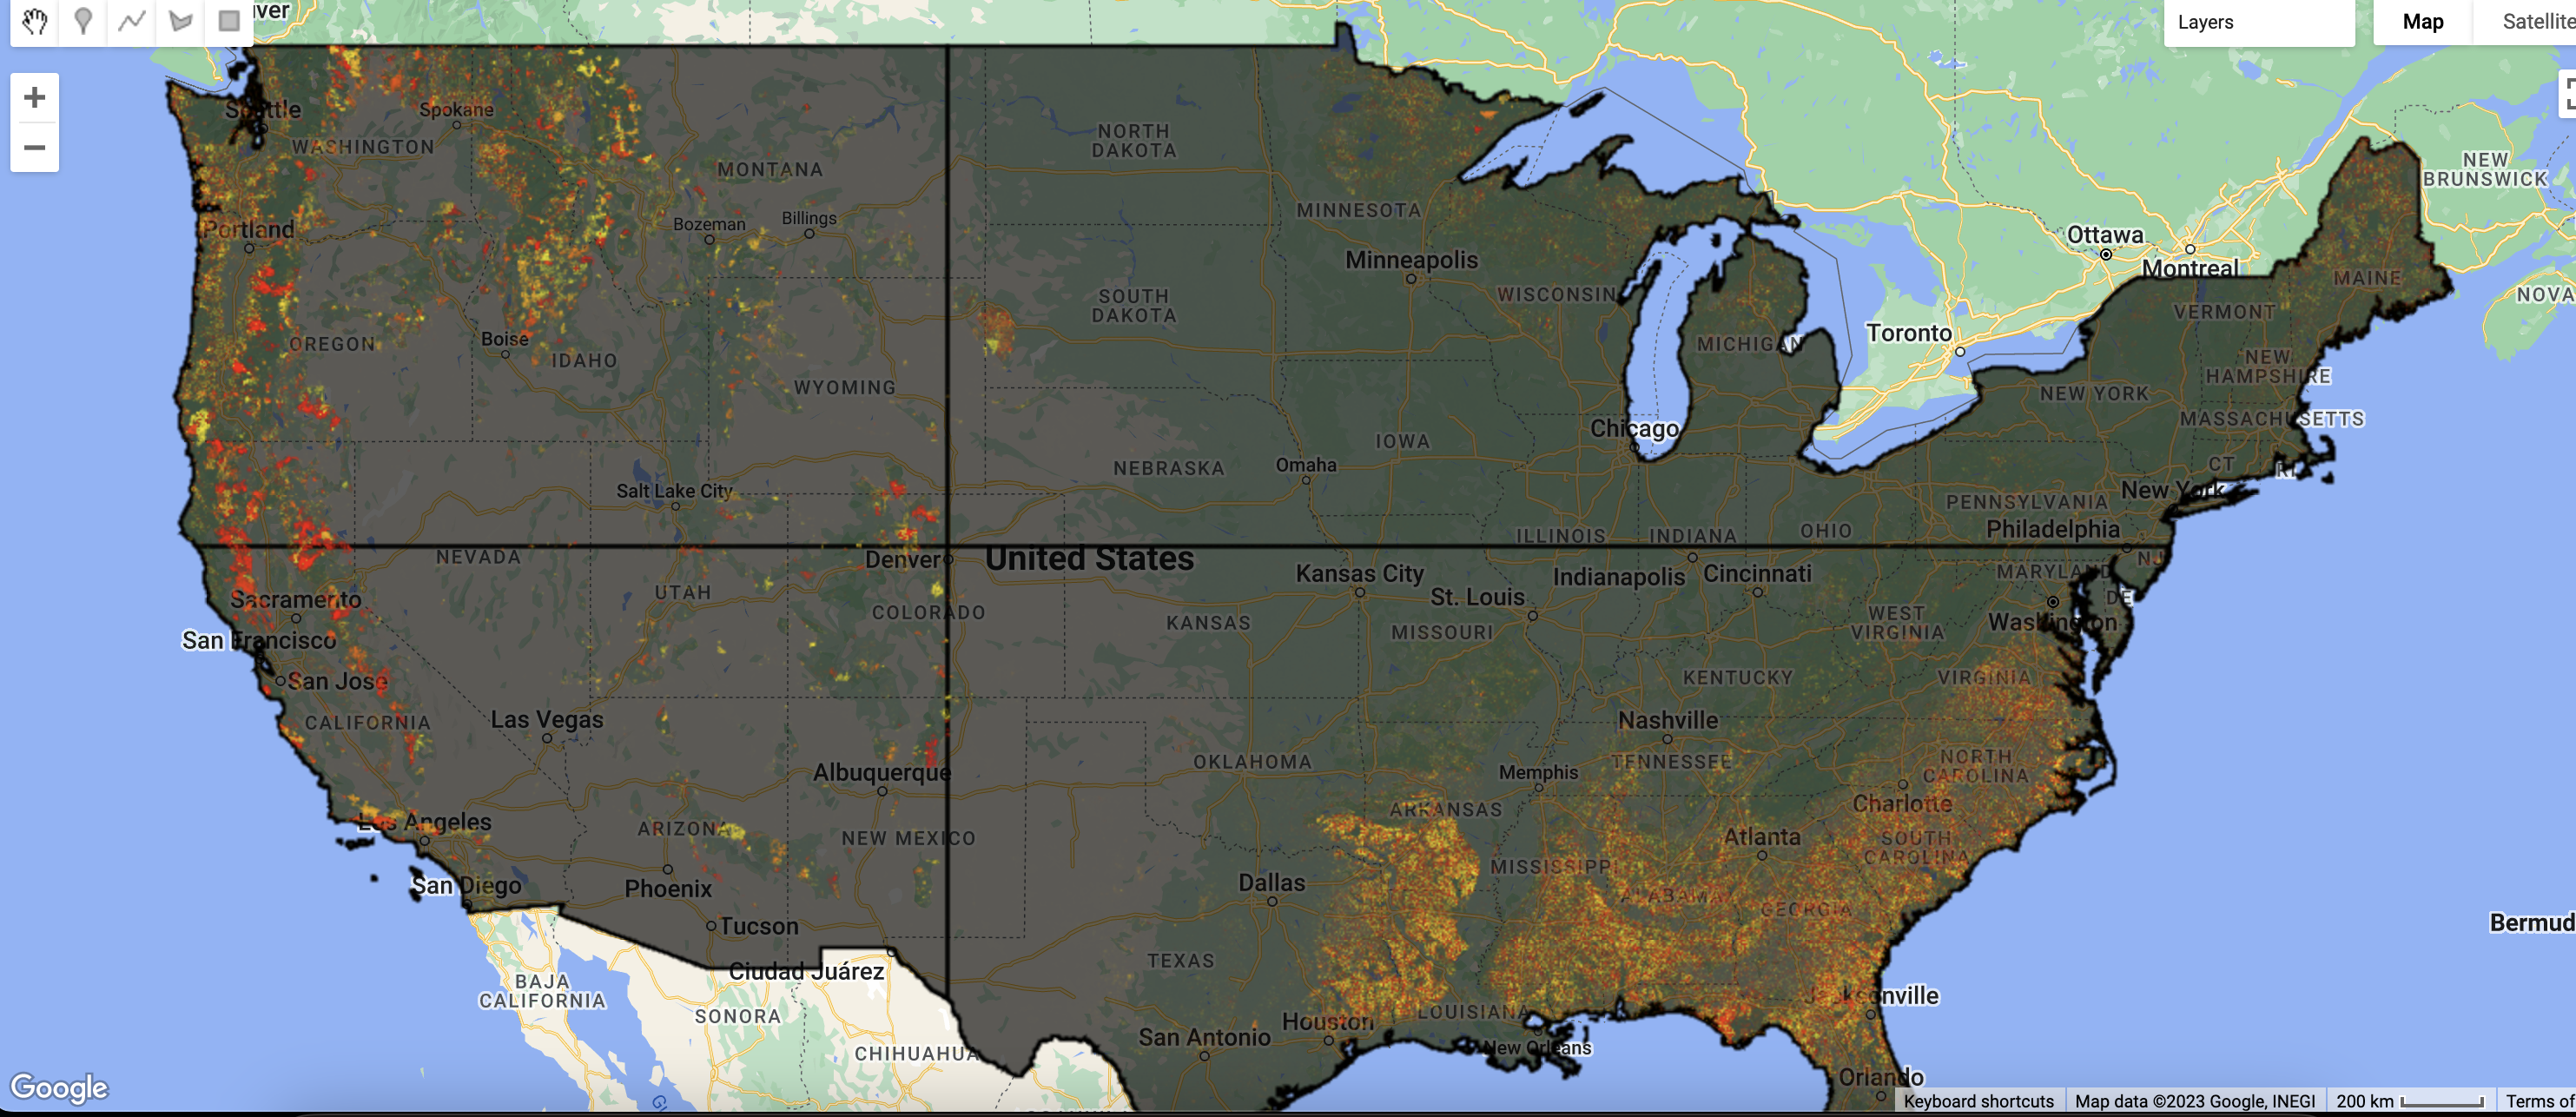 ver
Layers
Map
Satellite
Seattle
Spokane
WASHINGTON
MONTANA
NORTH
DAKOTA
Bozeman
Billings
Portland
MINNESOTA
Minneapolis
SOUTH
DAKOTA
WISCONSIN
MICHIGAN
Ottawa
Montreal
Toronto
NEW
BRUNSWICK
MAINE
NOVA
VERMONT
NEW
HAMPSHIRE
NEW YORK
MASSACHUSETTS
CT
RI
OREGON
Boise
IDAHO
WYOMING
Chicago
IOWA
NEBRASKA
Omaha
Salt Lake City
PENNSYLVANIA
New York
Philadelphia
ILLINOIS
INDIANA
OHIO
NEVADA
Denver
United States
NJ
MARYLAND
DE
UTAH
COLORADO
Kansas City
St. Louis
Indianapolis
Cincinnati
Sacramento
San Francisco
San Jose
KANSAS
MISSOURI
WEST
VIRGINIA
Washington
KENTUCKY
VIRGINIA
CALIFORNIA
Las Vegas
Nashville
TENNESSEE
NORTH
CAROLINA
Albuquerque
OKLAHOMA
Memphis
Charlotte
Los Angeles
ARIZONA
NEW MEXICO
ARKANSAS
Atlanta
SOUTH
CAROLINA
MISSISSIPPI
San Diego
Phoenix
Dallas
ALABAMA
GEORGIA
Tucson
Bermud
TEXAS
Ciudad Juárez
BAJA
CALIFORNIA
SONORA
CHIHUAHUA
San Antonio
Houston
LOUISIANA
New Orleans
Jacksonville
Orlando
Google
Gu
Keyboard shortcuts
Map data ©2023 Google, INEGI
200 km
Terms of